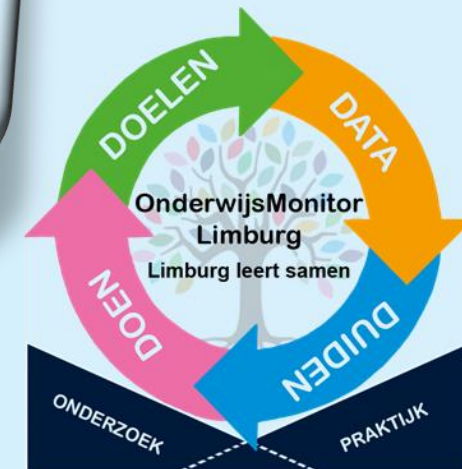 DOELEN
DATA
OnderwijsMonitor
Limburg
Limburg leert samen
DOEN
DUIDEN
ONDERZOEK
PRAKTIJK